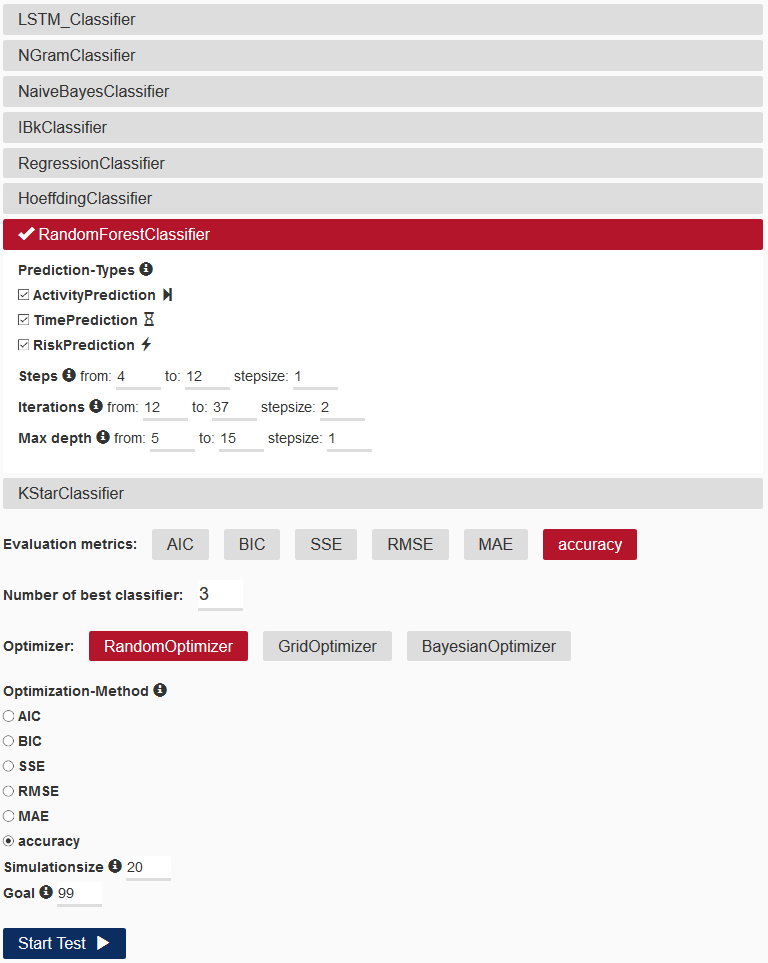 LSTM_Classifier
NGramClassifier
NaiveBayesClassifier
IBkClassifier
RegressionClassifier
HoeffdingClassifier
RandomForestClassifier
Prediction-Types
ActivityPrediction
TimePrediction
RiskPrediction
Steps from: 4 to: 12 stepsize: 1
Iterations from: 12 to: 37 stepsize: 2
Max depth from: 5 to: 15 stepsize: 1
KStarClassifier
Evaluation metrics: AIC BIC SSE RMSE MAE accuracy
Number of best classifier: 3
Optimizer: RandomOptimizer GridOptimizer BayesianOptimizer
Optimization-Method
AIC
BIC
SSE
RMSE
MAE
accuracy
Simulationsize 20
Goal 99
Start Test